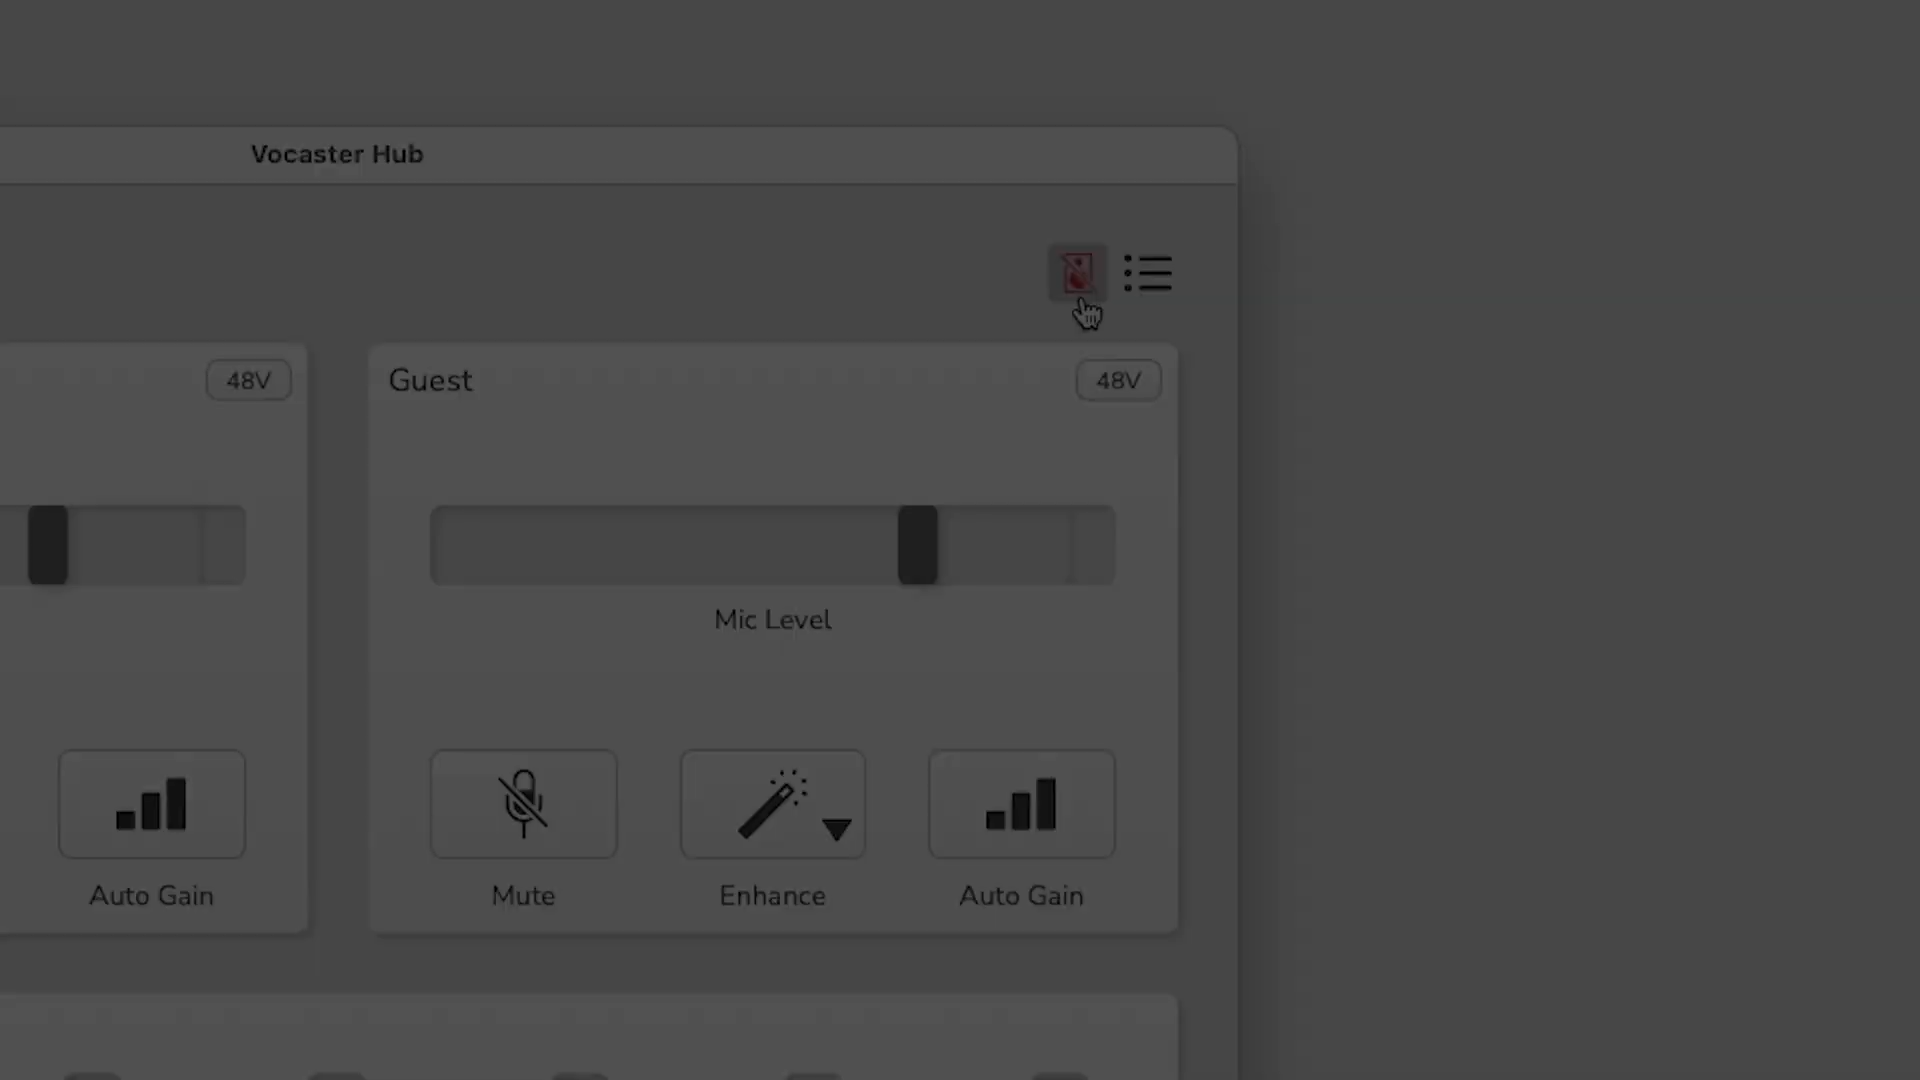 Vocaster Hub
48V
Guest
48V
Mic Level
Auto Gain
Mute
Enhance
Auto Gain